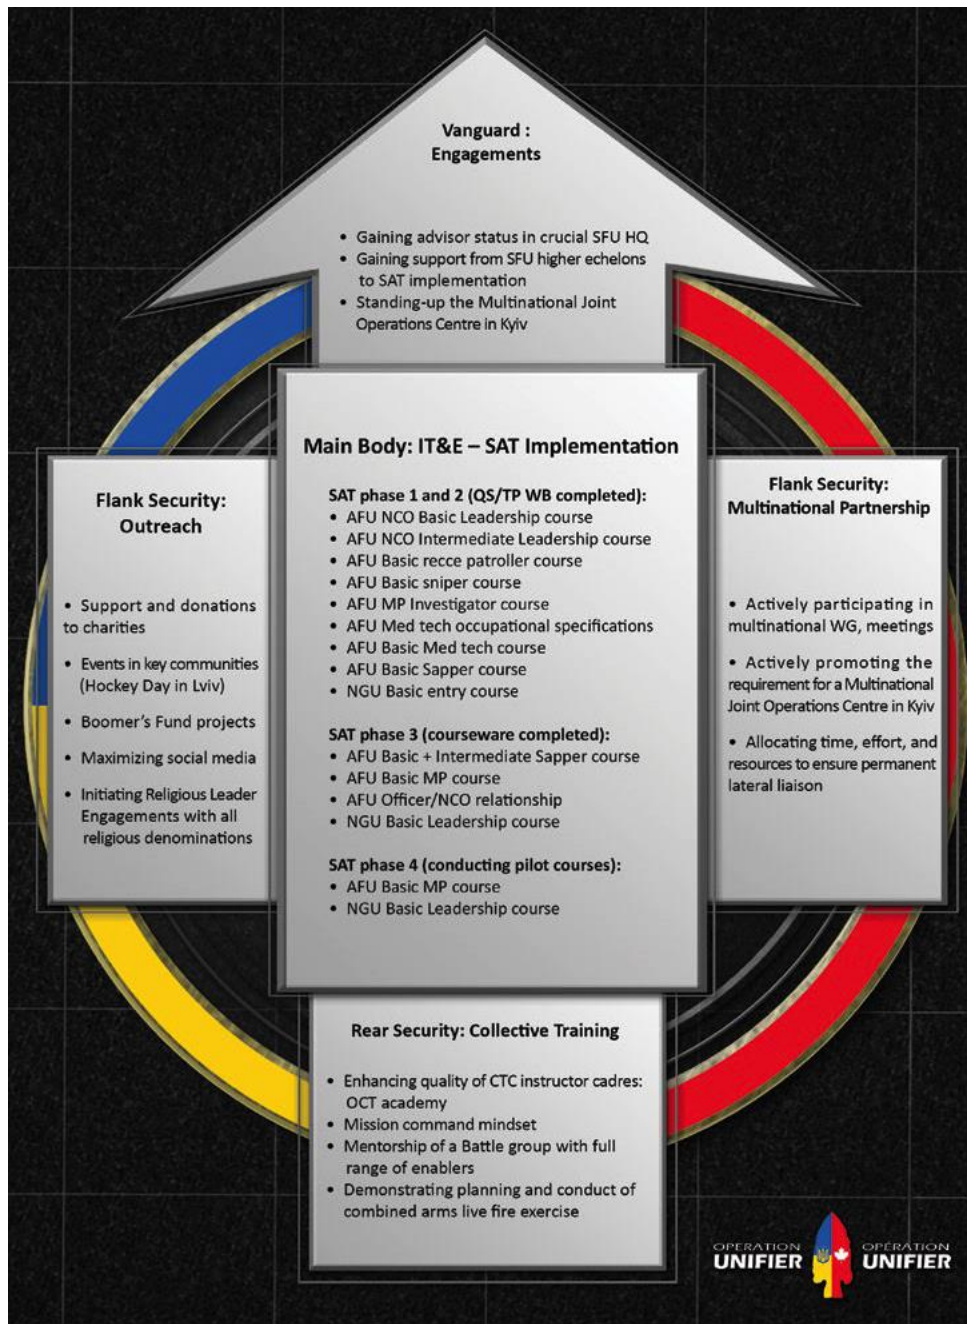 Vanguard :
Engagements
• Gaining advisor status in crucial SFU HQ
• Gaining support from SFU higher echelons
to SAT implementation
• Standing-up the Multinational Joint
Operations Centre in Kyiv
Main Body: IT&E – SAT Implementation
SAT phase 1 and 2 (QS/TP WB completed):
• AFU NCO Basic Leadership course
• AFU NCO Intermediate Leadership course
• AFU Basic recce patroller course
• AFU Basic sniper course
• AFU MP Investigator course
• AFU Med tech occupational specifications
• AFU Basic Med tech course
• AFU Basic Sapper course
• NGU Basic entry course
SAT phase 3 (courseware completed):
• AFU Basic + Intermediate Sapper course
• AFU Basic MP course
• AFU Officer/NCO relationship
• NGU Basic Leadership course
SAT phase 4 (conducting pilot courses):
• AFU Basic MP course
• NGU Basic Leadership course
Flank Security:
Outreach
• Support and donations
to charities
• Events in key communities
(Hockey Day in Lviv)
• Boomer's Fund projects
• Maximizing social media
• Initiating Religious Leader
Engagements with all
religious denominations
Flank Security:
Multinational Partnership
• Actively participating in
multinational WG, meetings
• Actively promoting the
requirement for a Multinational
Joint Operations Centre in Kyiv
• Allocating time, effort, and
resources to ensure permanent
lateral liaison
Rear Security: Collective Training
• Enhancing quality of CTC instructor cadres:
OCT academy
• Mission command mindset
• Mentorship of a Battle group with full
range of enablers
• Demonstrating planning and conduct of
combined arms live fire exercise
OPERATION
UNIFIER
OPÉRATION
UNIFIER